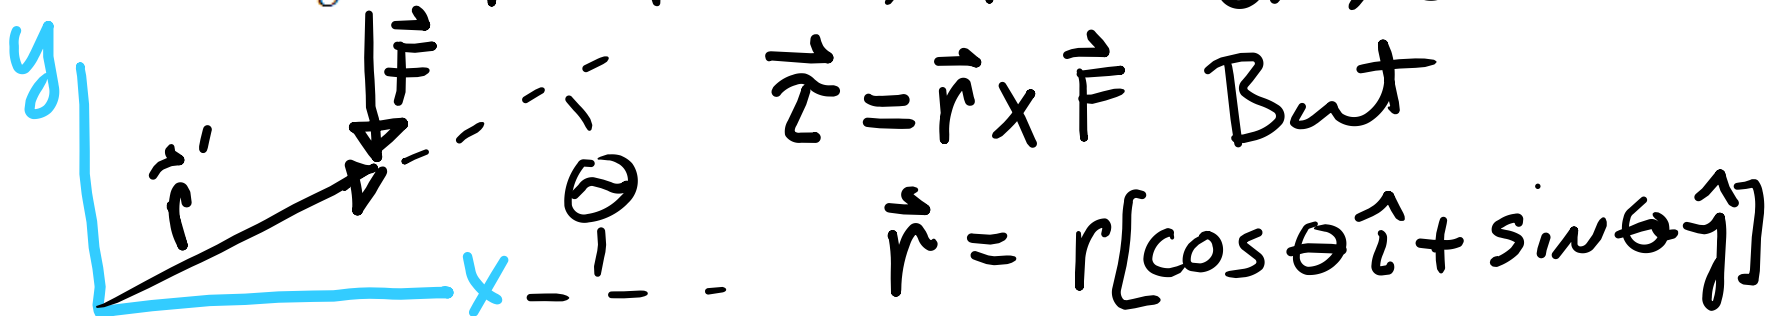 y
F⃗
r⃗'
θ
x
τ⃗ = r⃗ x F⃗ But
r⃗ = r[cosθ î + sinθ ŷ]